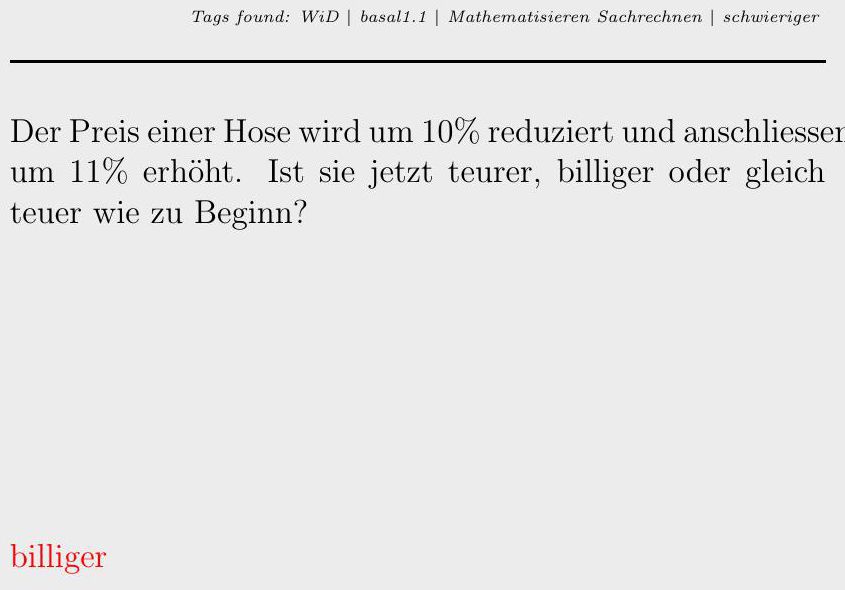 Tags found: WiD | basal1.1 | Mathematisieren Sachrechnen | schwieriger
Der Preis einer Hose wird um 10% reduziert und anschliessen
um 11% erhöht. Ist sie jetzt teurer, billiger oder gleich
teuer wie zu Beginn?
billiger